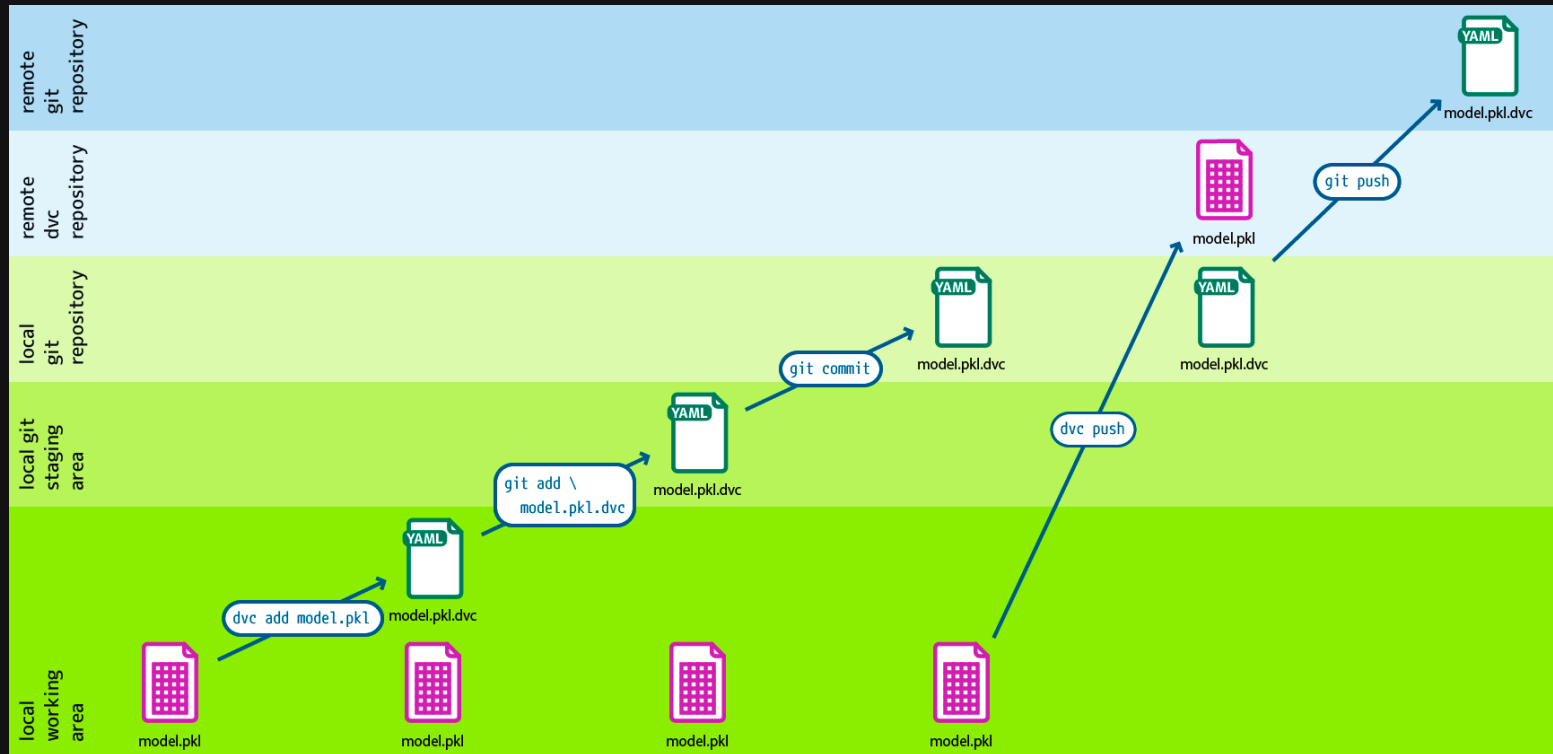 remote
git
repository
YAML
model.pkl.dvc
remote
dvc
repository
model.pkl
git push
local
git
repository
YAML
model.pkl.dvc
YAML
model.pkl.dvc
git commit
local git
staging
area
YAML
model.pkl.dvc
dvc push
git add \
model.pkl.dvc
local
working
area
YAML
model.pkl.dvc
dvc add model.pkl
model.pkl
model.pkl
model.pkl
model.pkl